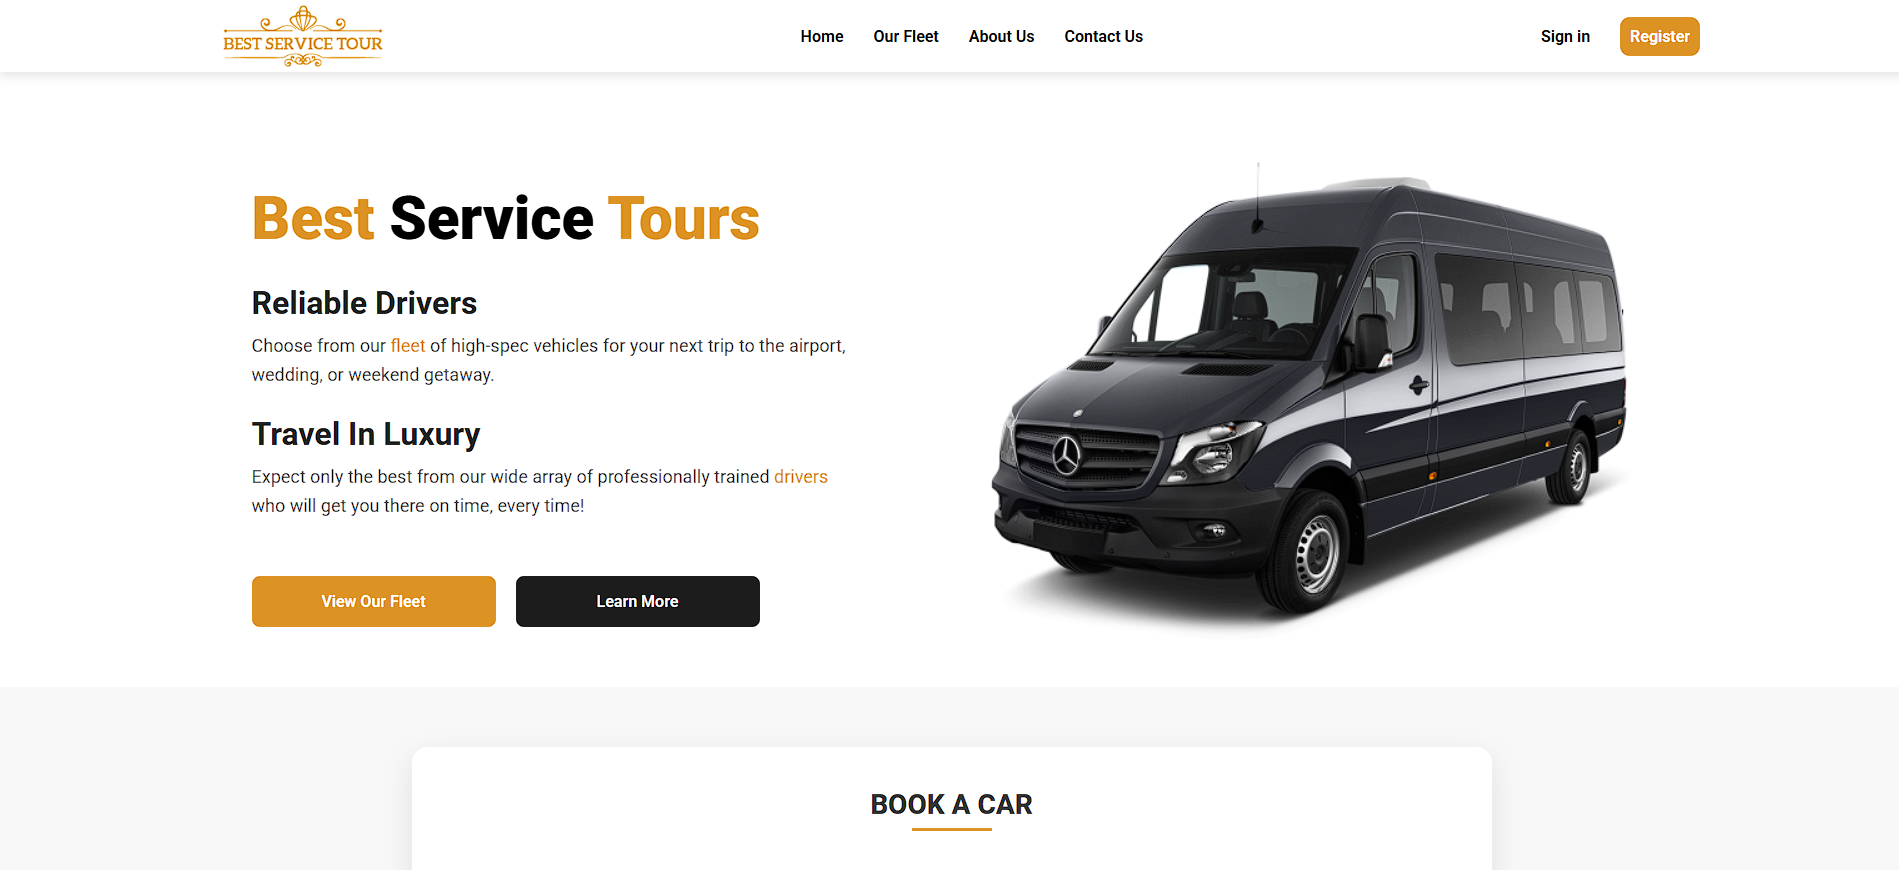 BEST SERVICE TOUR
Home
Our Fleet
About Us
Contact Us
Sign in
Register
Best Service Tours
Reliable Drivers
Choose from our fleet of high-spec vehicles for your next trip to the airport,
wedding, or weekend getaway.
Travel In Luxury
Expect only the best from our wide array of professionally trained drivers
who will get you there on time, every time!
View Our Fleet
Learn More
BOOK A CAR